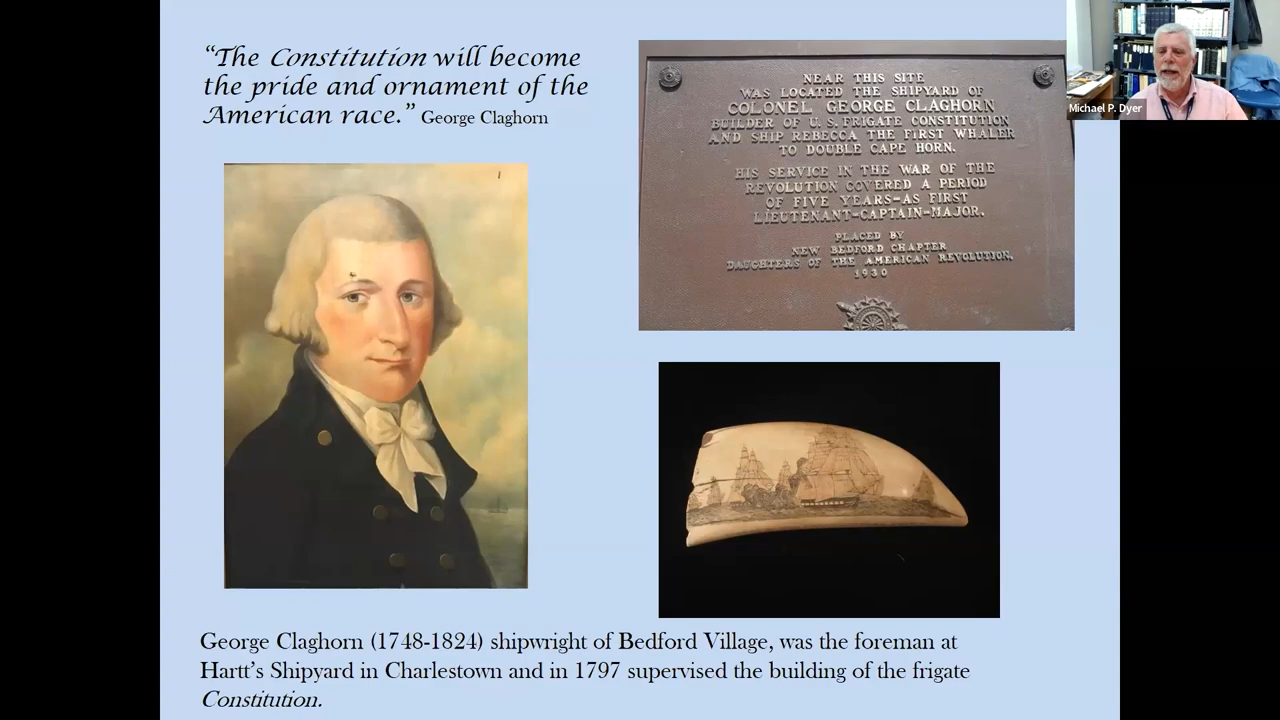 “The Constitution will become
the pride and ornament of the
American race.” George Claghorn
NEAR THIS SITE
WAS LOCATED THE SHIPYARD OF
COLONEL GEORGE CLAGHORN
BUILDER OF U.S. FRIGATE CONSTITUTION
AND SHIP REBECCA THE FIRST WHALER
TO DOUBLE CAPE HORN.
HIS SERVICE IN THE WAR OF THE
REVOLUTION COVERED A PERIOD
OF FIVE YEARS-AS FIRST
LIEUTENANT-CAPTAIN-MAJOR.
PLACED BY
NEW BEDFORD CHAPTER
DAUGHTERS OF THE AMERICAN REVOLUTION,
1930
Michael P. Dyer
George Claghorn (1748-1824) shipwright of Bedford Village, was the foreman at
Hartt’s Shipyard in Charlestown and in 1797 supervised the building of the frigate
Constitution.